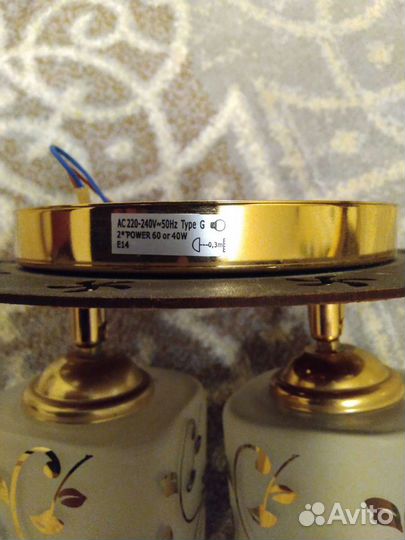 AC 220-240V~50Hz Type G
2*POWER 60 or 40W
E14
0,3m
Avito